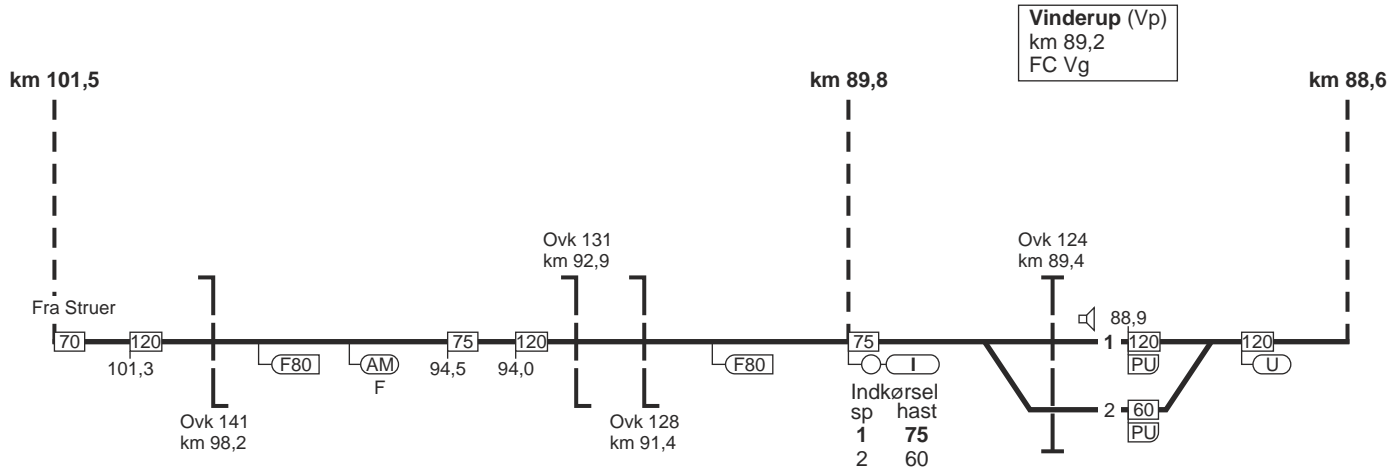 Vinderup (Vp)
km 89,2
FC Vg
km 101,5
km 89,8
km 88,6
Ovk 131
km 92,9
Ovk 124
km 89,4
Fra Struer
88,9
70
120
75
120
75
1
120
120
101,3
F80
AM
F
94,5
94,0
F80
I
PU
U
Ovk 141
km 98,2
Ovk 128
km 91,4
Indkørsel
sp hast
1 75
2 60
2
60
PU